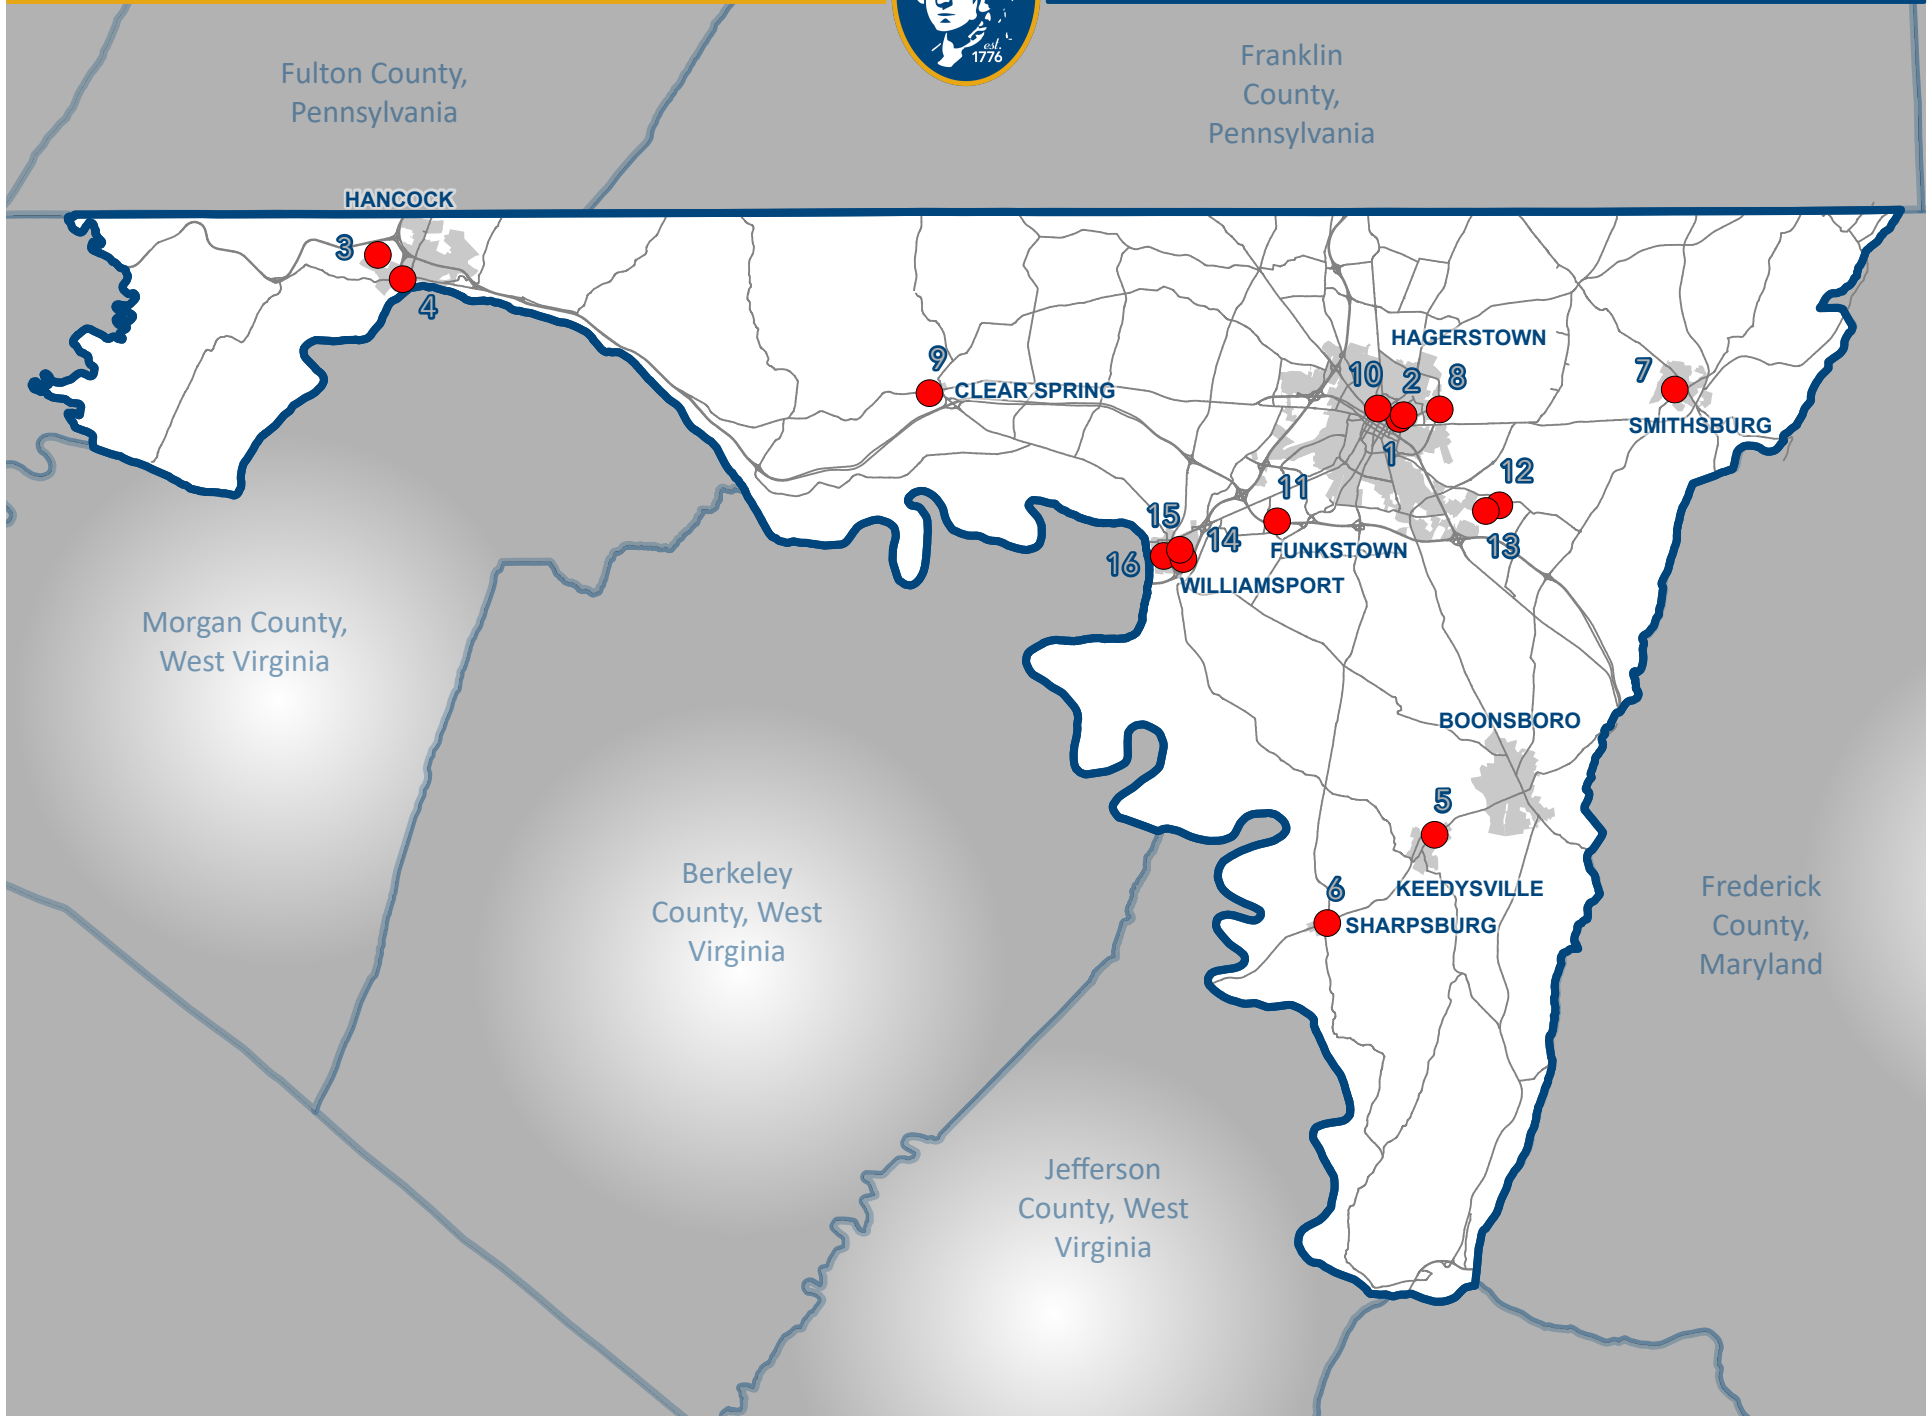 est.
1776
Fulton County,
Pennsylvania
Franklin
County,
Pennsylvania
HANCOCK
3
4
HAGERSTOWN
9
CLEAR SPRING
10
2
8
7
SMITHSBURG
1
12
11
15
14
13
16
FUNKSTOWN
WILLIAMSPORT
Morgan County,
West Virginia
BOONSBORO
5
Berkeley
County, West
Virginia
6
KEEDYSVILLE
SHARPSBURG
Frederick
County,
Maryland
Jefferson
County, West
Virginia